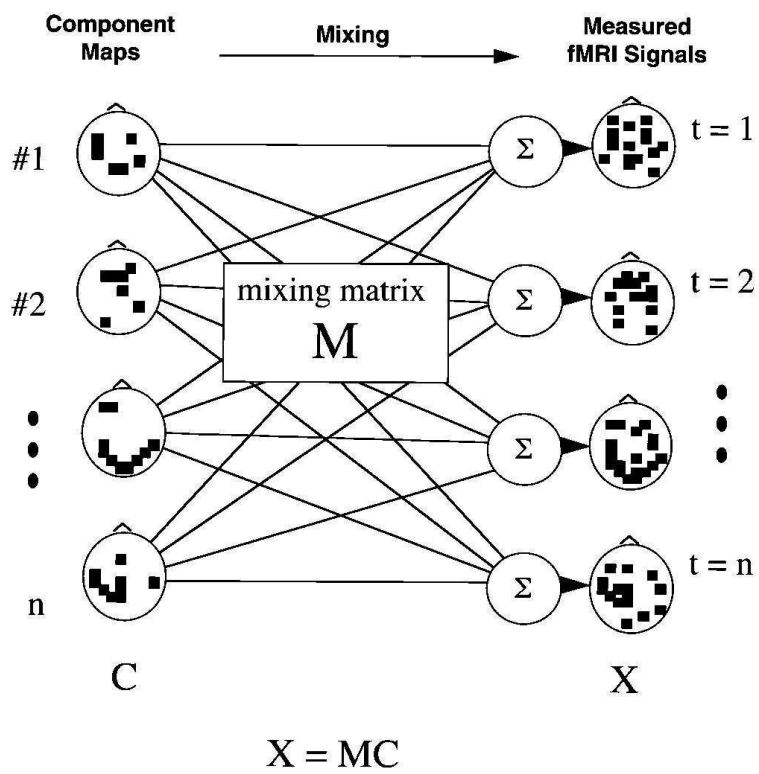 Component
Maps
Mixing
Measured
fMRI Signals
#1
Σ
t = 1
#2
mixing matrix
M
Σ
t = 2
Σ
n
Σ
t = n
C
X
X = MC